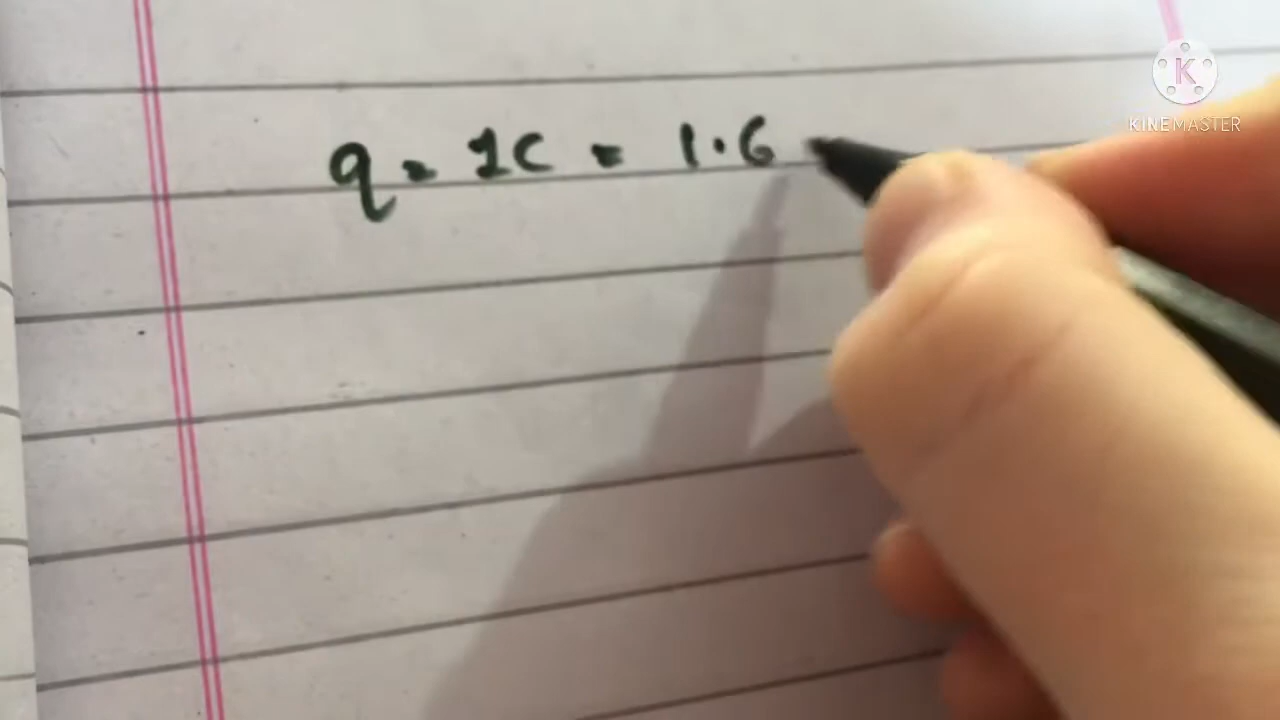 q = 1C = 1.6
K
KINEMASTER